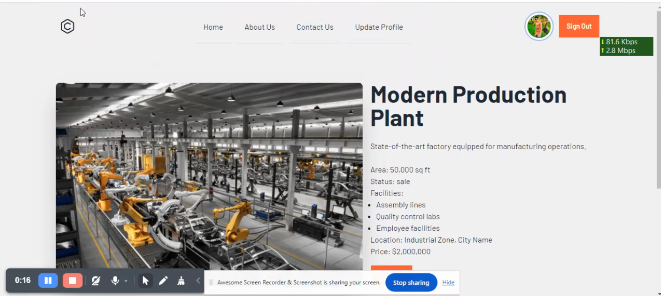 Home About Us Contact Us Update Profile
Sign Out
↓ 81.6 Kbps
↑ 2.8 Mbps
Modern Production
Plant
State-of-the-art factory equipped for manufacturing operations.
Area: 50,000 sq ft
Status: sale
Facilities:
• Assembly lines
• Quality control labs
• Employee facilities
Location: Industrial Zone, City Name
Price: $2,000,000
0:16
Awesome Screen Recorder & Screenshot is sharing your screen.
Stop sharing
Hide